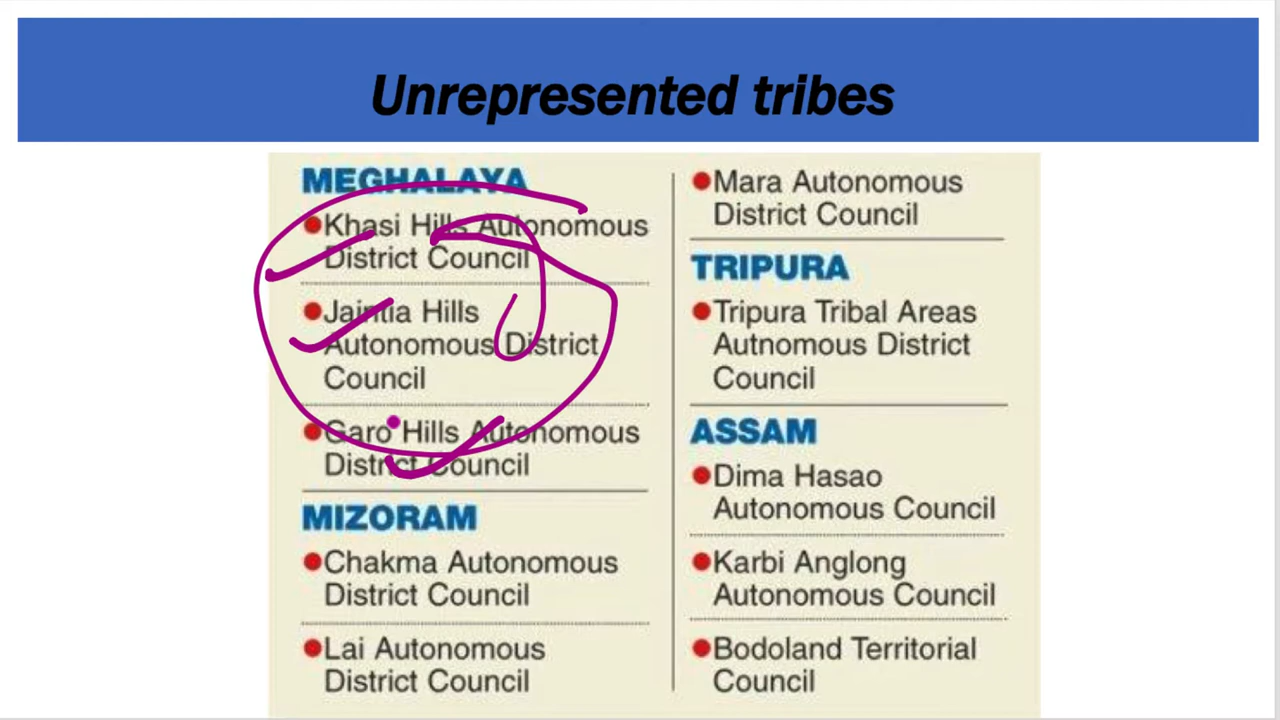 Unrepresented tribes
MEGHALAYA
Khasi Hills Autonomous
District Council
Jaintia Hills
Autonomous District
Council
Garo Hills Autonomous
District Council
MIZORAM
Chakma Autonomous
District Council
Lai Autonomous
District Council
Mara Autonomous
District Council
TRIPURA
Tripura Tribal Areas
Autnomous District
Council
ASSAM
Dima Hasao
Autonomous Council
Karbi Anglong
Autonomous Council
Bodoland Territorial
Council